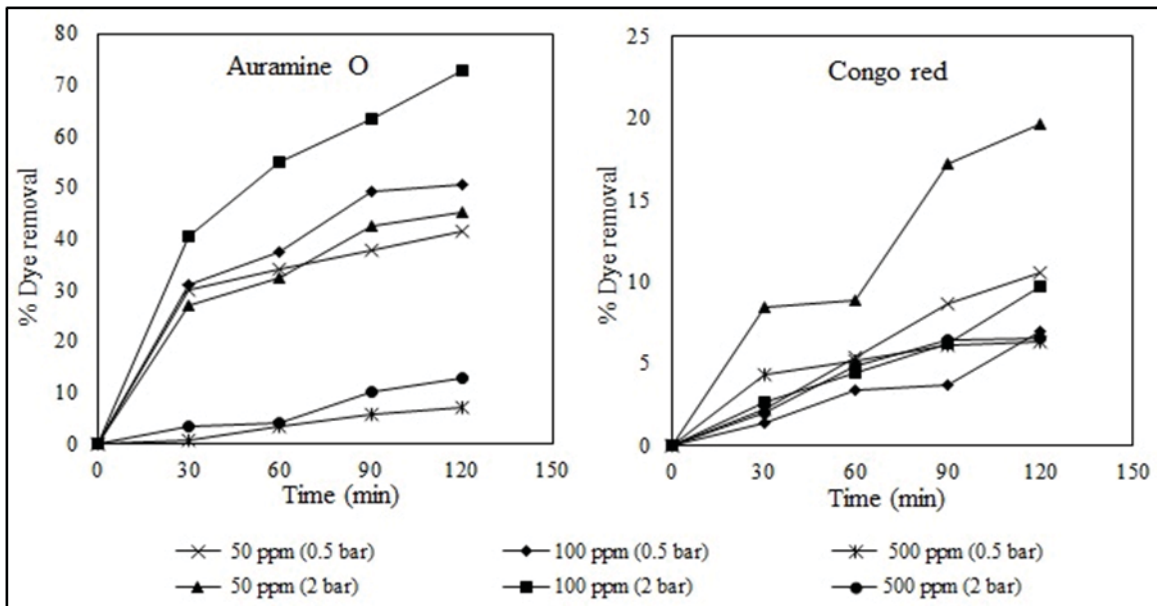 Auramine O
% Dye removal
80
70
60
50
40
30
20
10
0
0 30 60 90 120 150
Time (min)
Congo red
% Dye removal
25
20
15
10
5
0
0 30 60 90 120 150
Time (min)
50 ppm (0.5 bar) 100 ppm (0.5 bar) 500 ppm (0.5 bar)
50 ppm (2 bar) 100 ppm (2 bar) 500 ppm (2 bar)